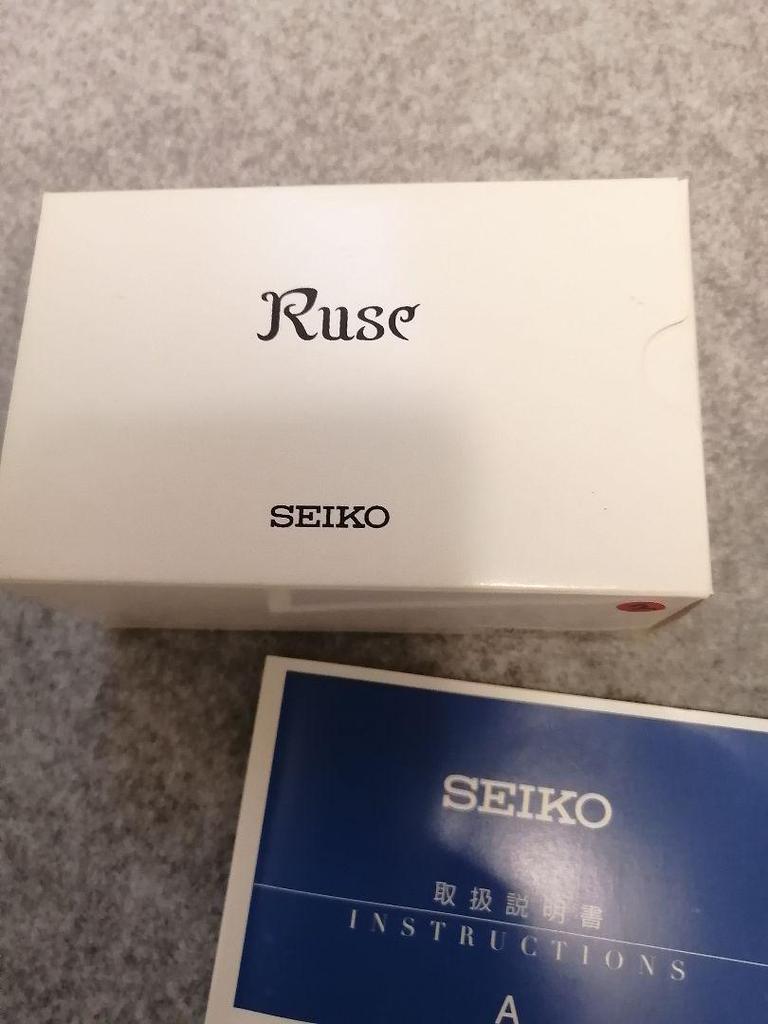 Ruse
SEIKO
SEIKO
取扱説明書
INSTRUCTIONS
A